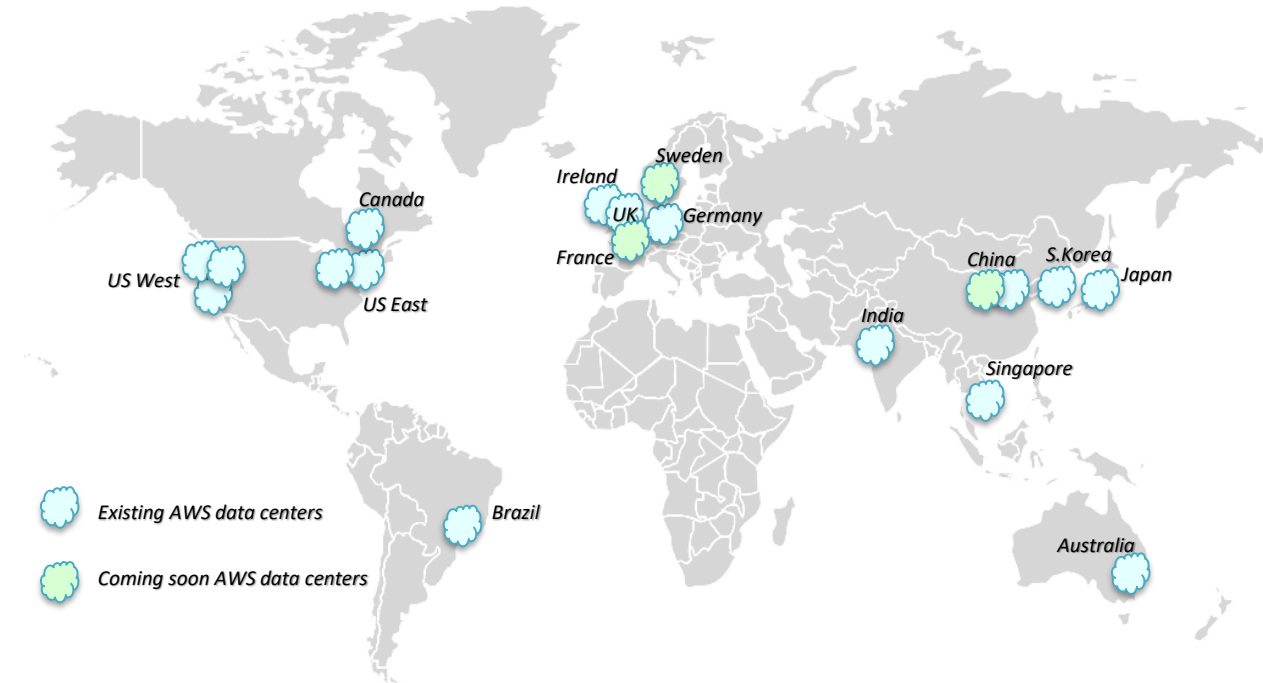 Sweden
Ireland
Canada
UK
Germany
France
China
S.Korea
Japan
US West
US East
India
Singapore
Existing AWS data centers
Brazil
Australia
Coming soon AWS data centers